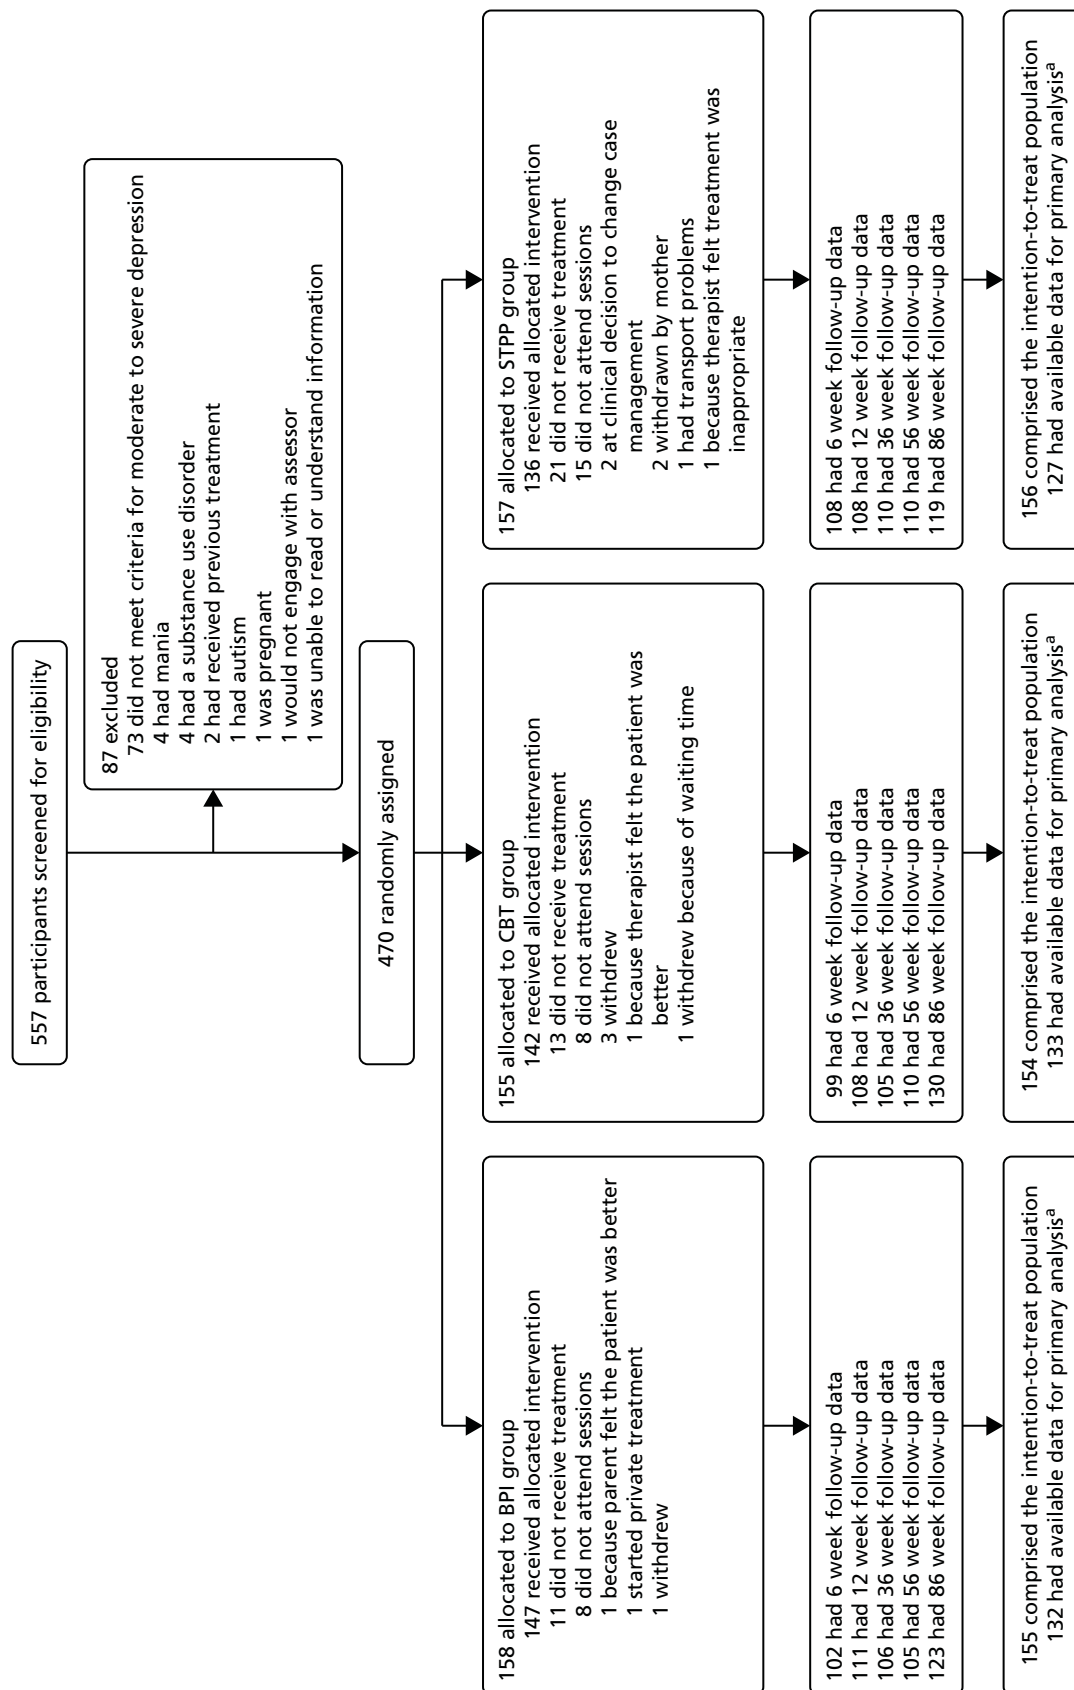 557 participants screened for eligibility
87 excluded
73 did not meet criteria for moderate to severe depression
4 had mania
4 had a substance use disorder
2 had received previous treatment
1 had autism
1 was pregnant
1 would not engage with assessor
1 was unable to read or understand information
470 randomly assigned
158 allocated to BPI group
147 received allocated intervention
11 did not receive treatment
8 did not attend sessions
1 because parent felt the patient was better
1 started private treatment
1 withdrew
155 allocated to CBT group
142 received allocated intervention
13 did not receive treatment
8 did not attend sessions
3 withdrew
1 because therapist felt the patient was
better
1 withdrew because of waiting time
157 allocated to STPP group
136 received allocated intervention
21 did not receive treatment
15 did not attend sessions
2 at clinical decision to change case
management
2 withdrawn by mother
1 had transport problems
1 because therapist felt treatment was
inappropriate
102 had 6 week follow-up data
111 had 12 week follow-up data
106 had 36 week follow-up data
105 had 56 week follow-up data
123 had 86 week follow-up data
99 had 6 week follow-up data
108 had 12 week follow-up data
105 had 36 week follow-up data
110 had 56 week follow-up data
130 had 86 week follow-up data
108 had 6 week follow-up data
108 had 12 week follow-up data
110 had 36 week follow-up data
110 had 56 week follow-up data
119 had 86 week follow-up data
155 comprised the intention-to-treat population
132 had available data for primary analysisᵃ
154 comprised the intention-to-treat population
133 had available data for primary analysisᵃ
156 comprised the intention-to-treat population
127 had available data for primary analysisᵃ